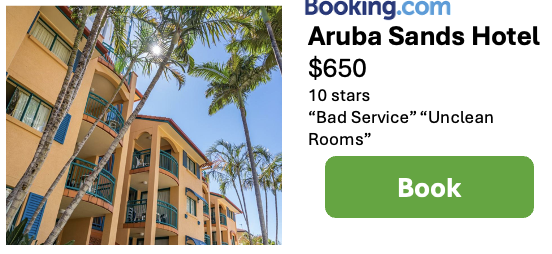 Booking.com
Aruba Sands Hotel
$650
10 stars
“Bad Service” “Unclean
Rooms”
Book